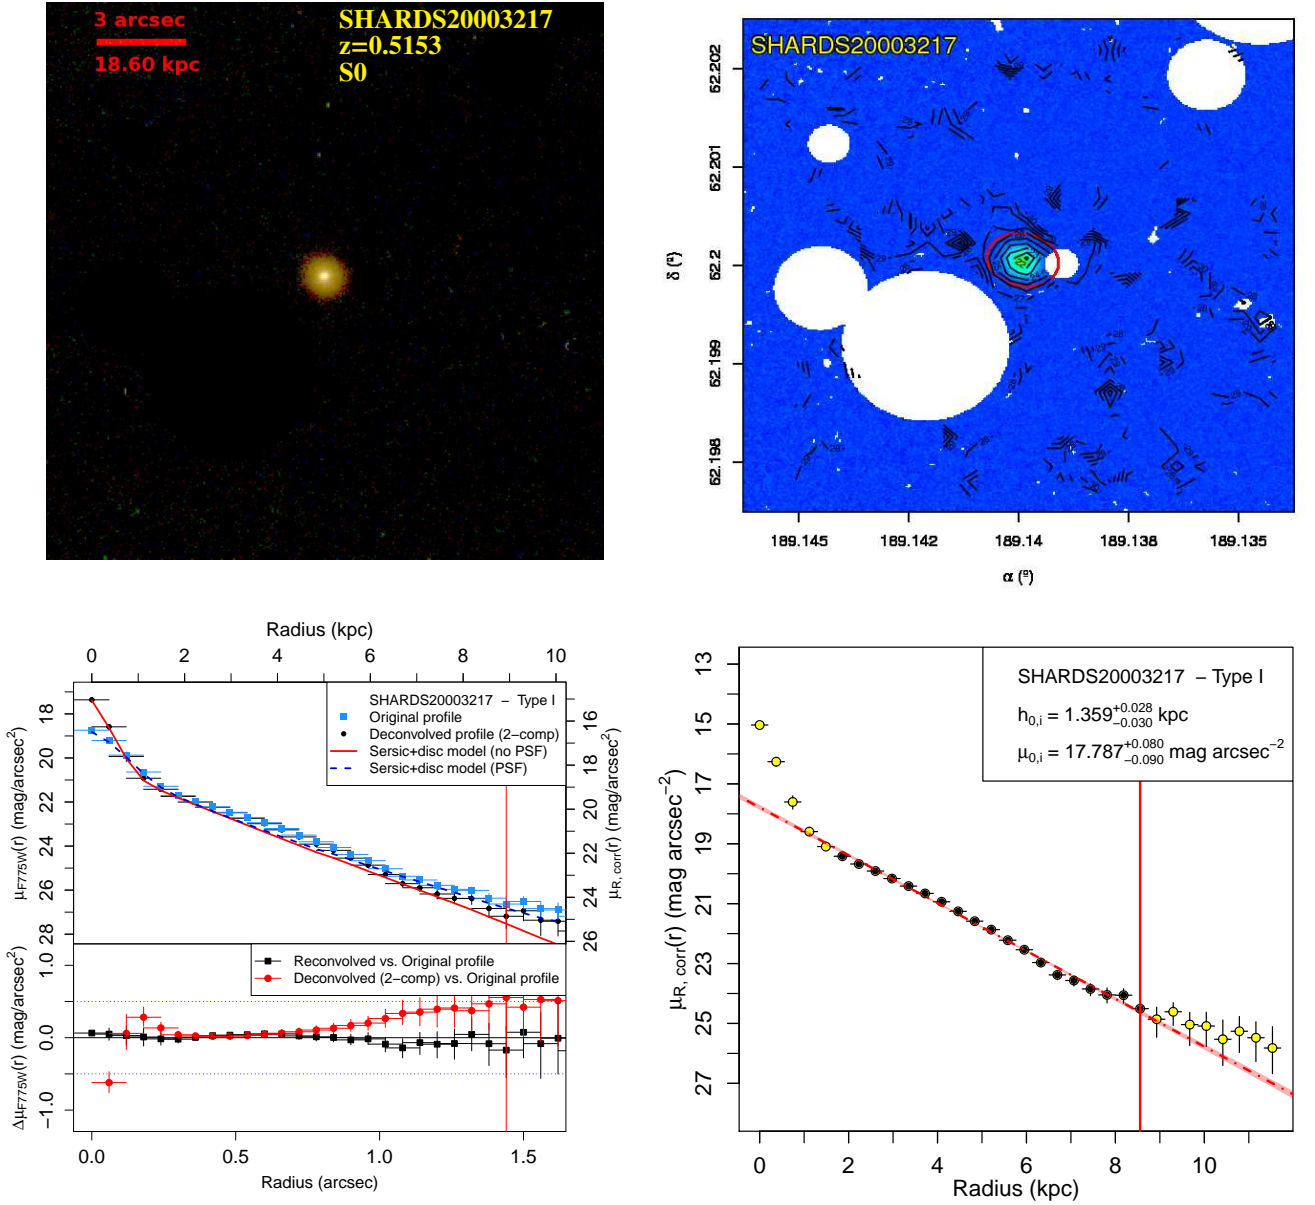 3 arcsec
18.60 kpc
SHARDS20003217
z=0.5153
S0
SHARDS20003217
62.202
62.201
62.2
62.199
62.198
δ (º)
189.145 189.142 189.14 189.138 189.135
α (º)
Radius (kpc)
0 2 4 6 8 10
SHARDS20003217 − Type I
Original profile
Deconvolved profile (2−comp)
Sersic+disc model (no PSF)
Sersic+disc model (PSF)
18 20 22 24 26 28
μF775W(r) (mag/arcsec²)
16 18 20 22 24 26
μR, corr(r) (mag/arcsec²)
Reconvolved vs. Original profile
Deconvolved (2−comp) vs. Original profile
1.0 0.0 −1.0
ΔμF775W(r) (mag/arcsec²)
0.0 0.5 1.0 1.5
Radius (arcsec)
SHARDS20003217 − Type I
h0,i = 1.359 +0.028 −0.030 kpc
μ0,i = 17.787 +0.080 −0.090 mag arcsec−2
13 15 17 19 21 23 25 27
μR, corr(r) (mag arcsec−2)
0 2 4 6 8 10
Radius (kpc)